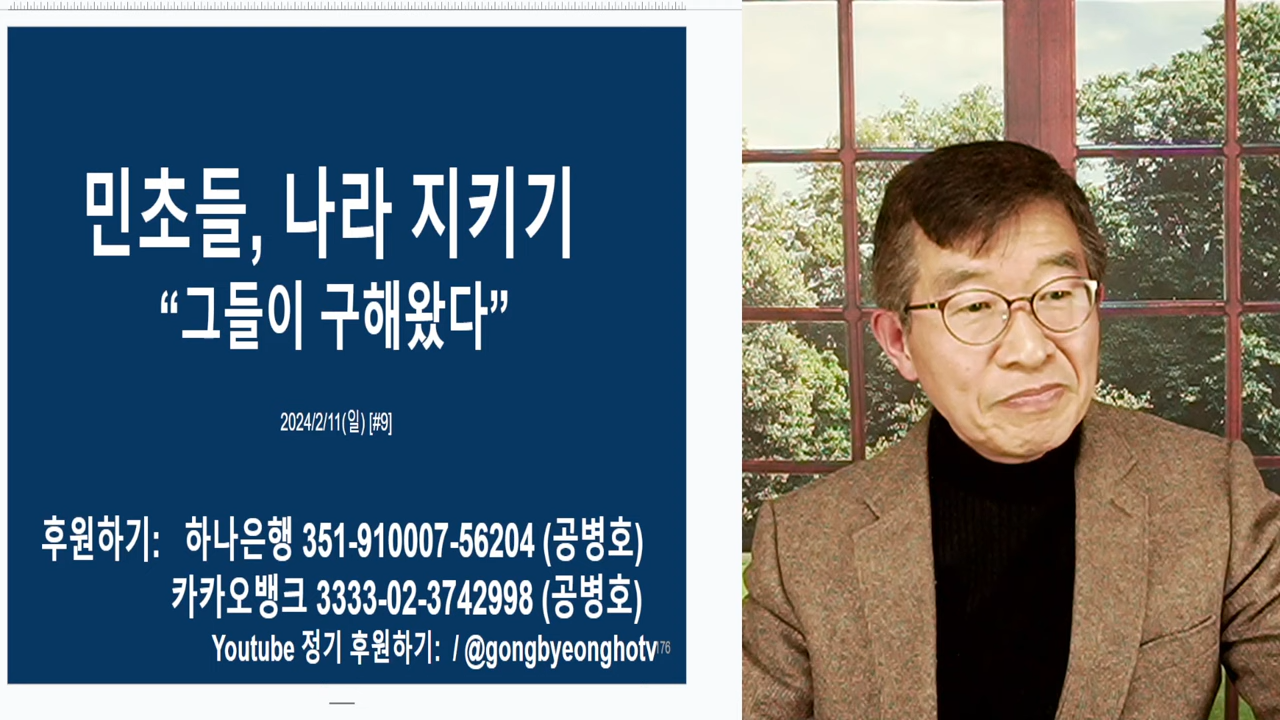 민초들, 나라 지키기
“그들이 구해왔다”
2024/2/11(일) [#9]
후원하기: 하나은행 351-910007-56204 (공병호)
카카오뱅크 3333-02-3742998 (공병호)
Youtube 정기 후원하기: / @gongbyeonghotv
176